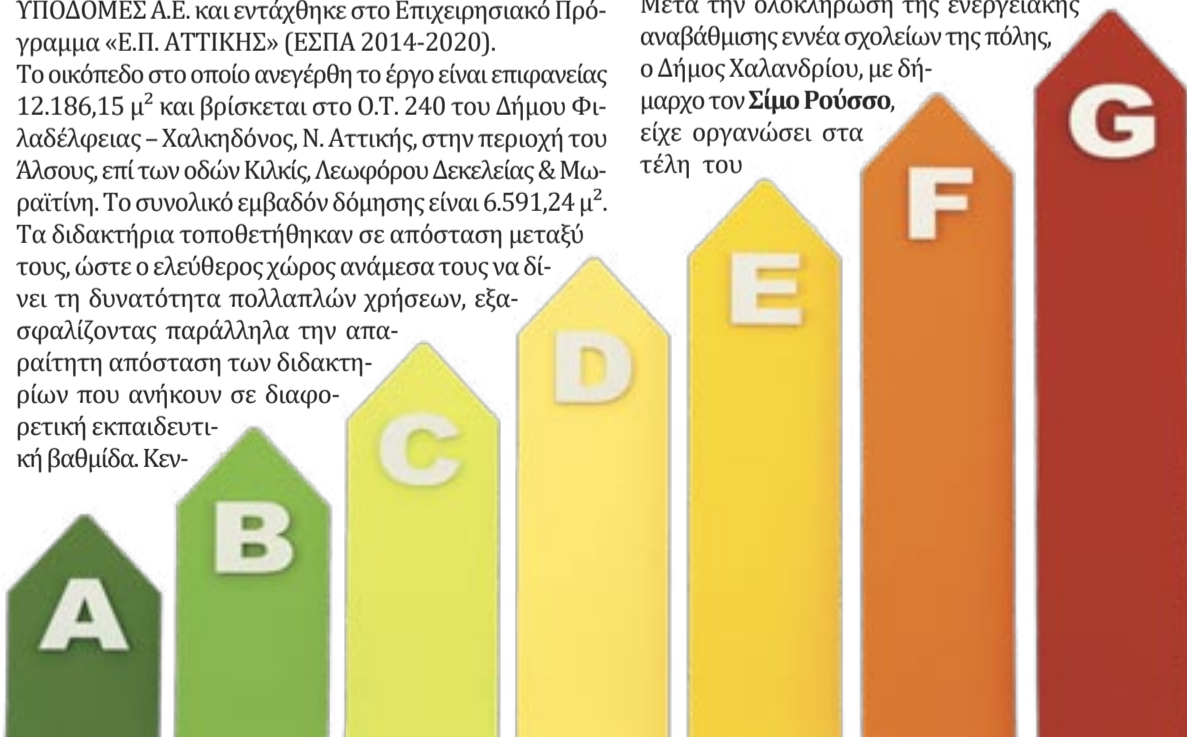 ΥΠΟΔΟΜΕΣ Α.Ε. και εντάχθηκε στο Επιχειρησιακό Πρό-
γραμμα «Ε.Π. ΑΤΤΙΚΗΣ» (ΕΣΠΑ 2014-2020).
Το οικόπεδο στο οποίο ανεγέρθη το έργο είναι επιφανείας
12.186,15 μ² και βρίσκεται στο Ο.Τ. 240 του Δήμου Φι-
λαδέλφειας – Χαλκηδόνος, Ν. Αττικής, στην περιοχή του
Άλσους, επί των οδών Κιλκίς, Λεωφόρου Δεκελείας & Μω-
ραϊτίνη. Το συνολικό εμβαδόν δόμησης είναι 6.591,24 μ².
Τα διδακτήρια τοποθετήθηκαν σε απόσταση μεταξύ
τους, ώστε ο ελεύθερος χώρος ανάμεσα τους να δί-
νει τη δυνατότητα πολλαπλών χρήσεων, εξα-
σφαλίζοντας παράλληλα την απα-
ραίτητη απόσταση των διδακτη-
ρίων που ανήκουν σε διαφο-
ρετική εκπαιδευτι-
κή βαθμίδα. Κεν-
Μετά την ολοκλήρωση της ενεργειακής
αναβάθμισης εννέα σχολείων της πόλης,
ο Δήμος Χαλανδρίου, με δή-
μαρχο τον Σίμο Ρούσσο,
είχε οργανώσει στα
τέλη του
A
B
C
D
E
F
G